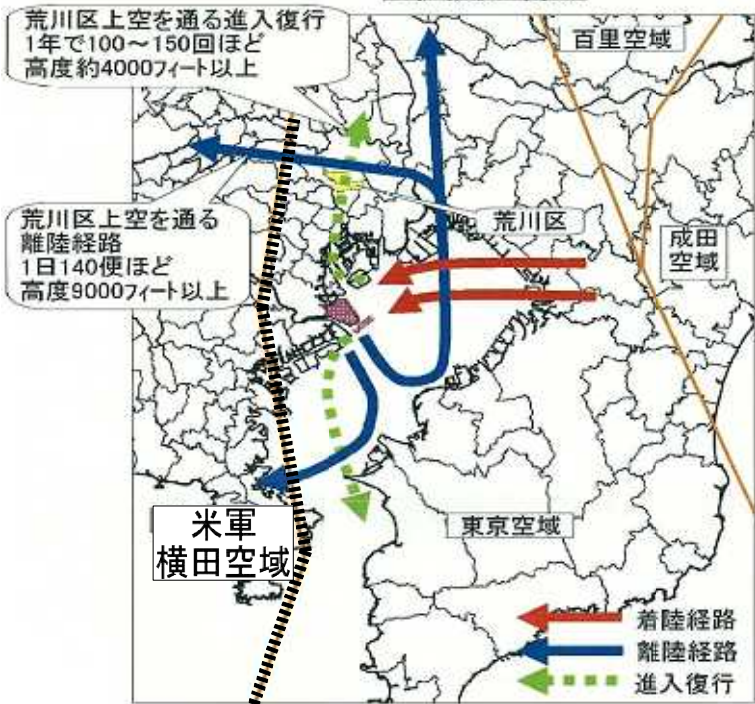 荒川区上空を通る進入復行
1年で100～150回ほど
高度約4000フィート以上
百里空域
荒川区上空を通る
離陸経路
1日140便ほど
高度9000フィート以上
荒川区
成田
空域
米軍
横田空域
東京空域
着陸経路
離陸経路
進入復行